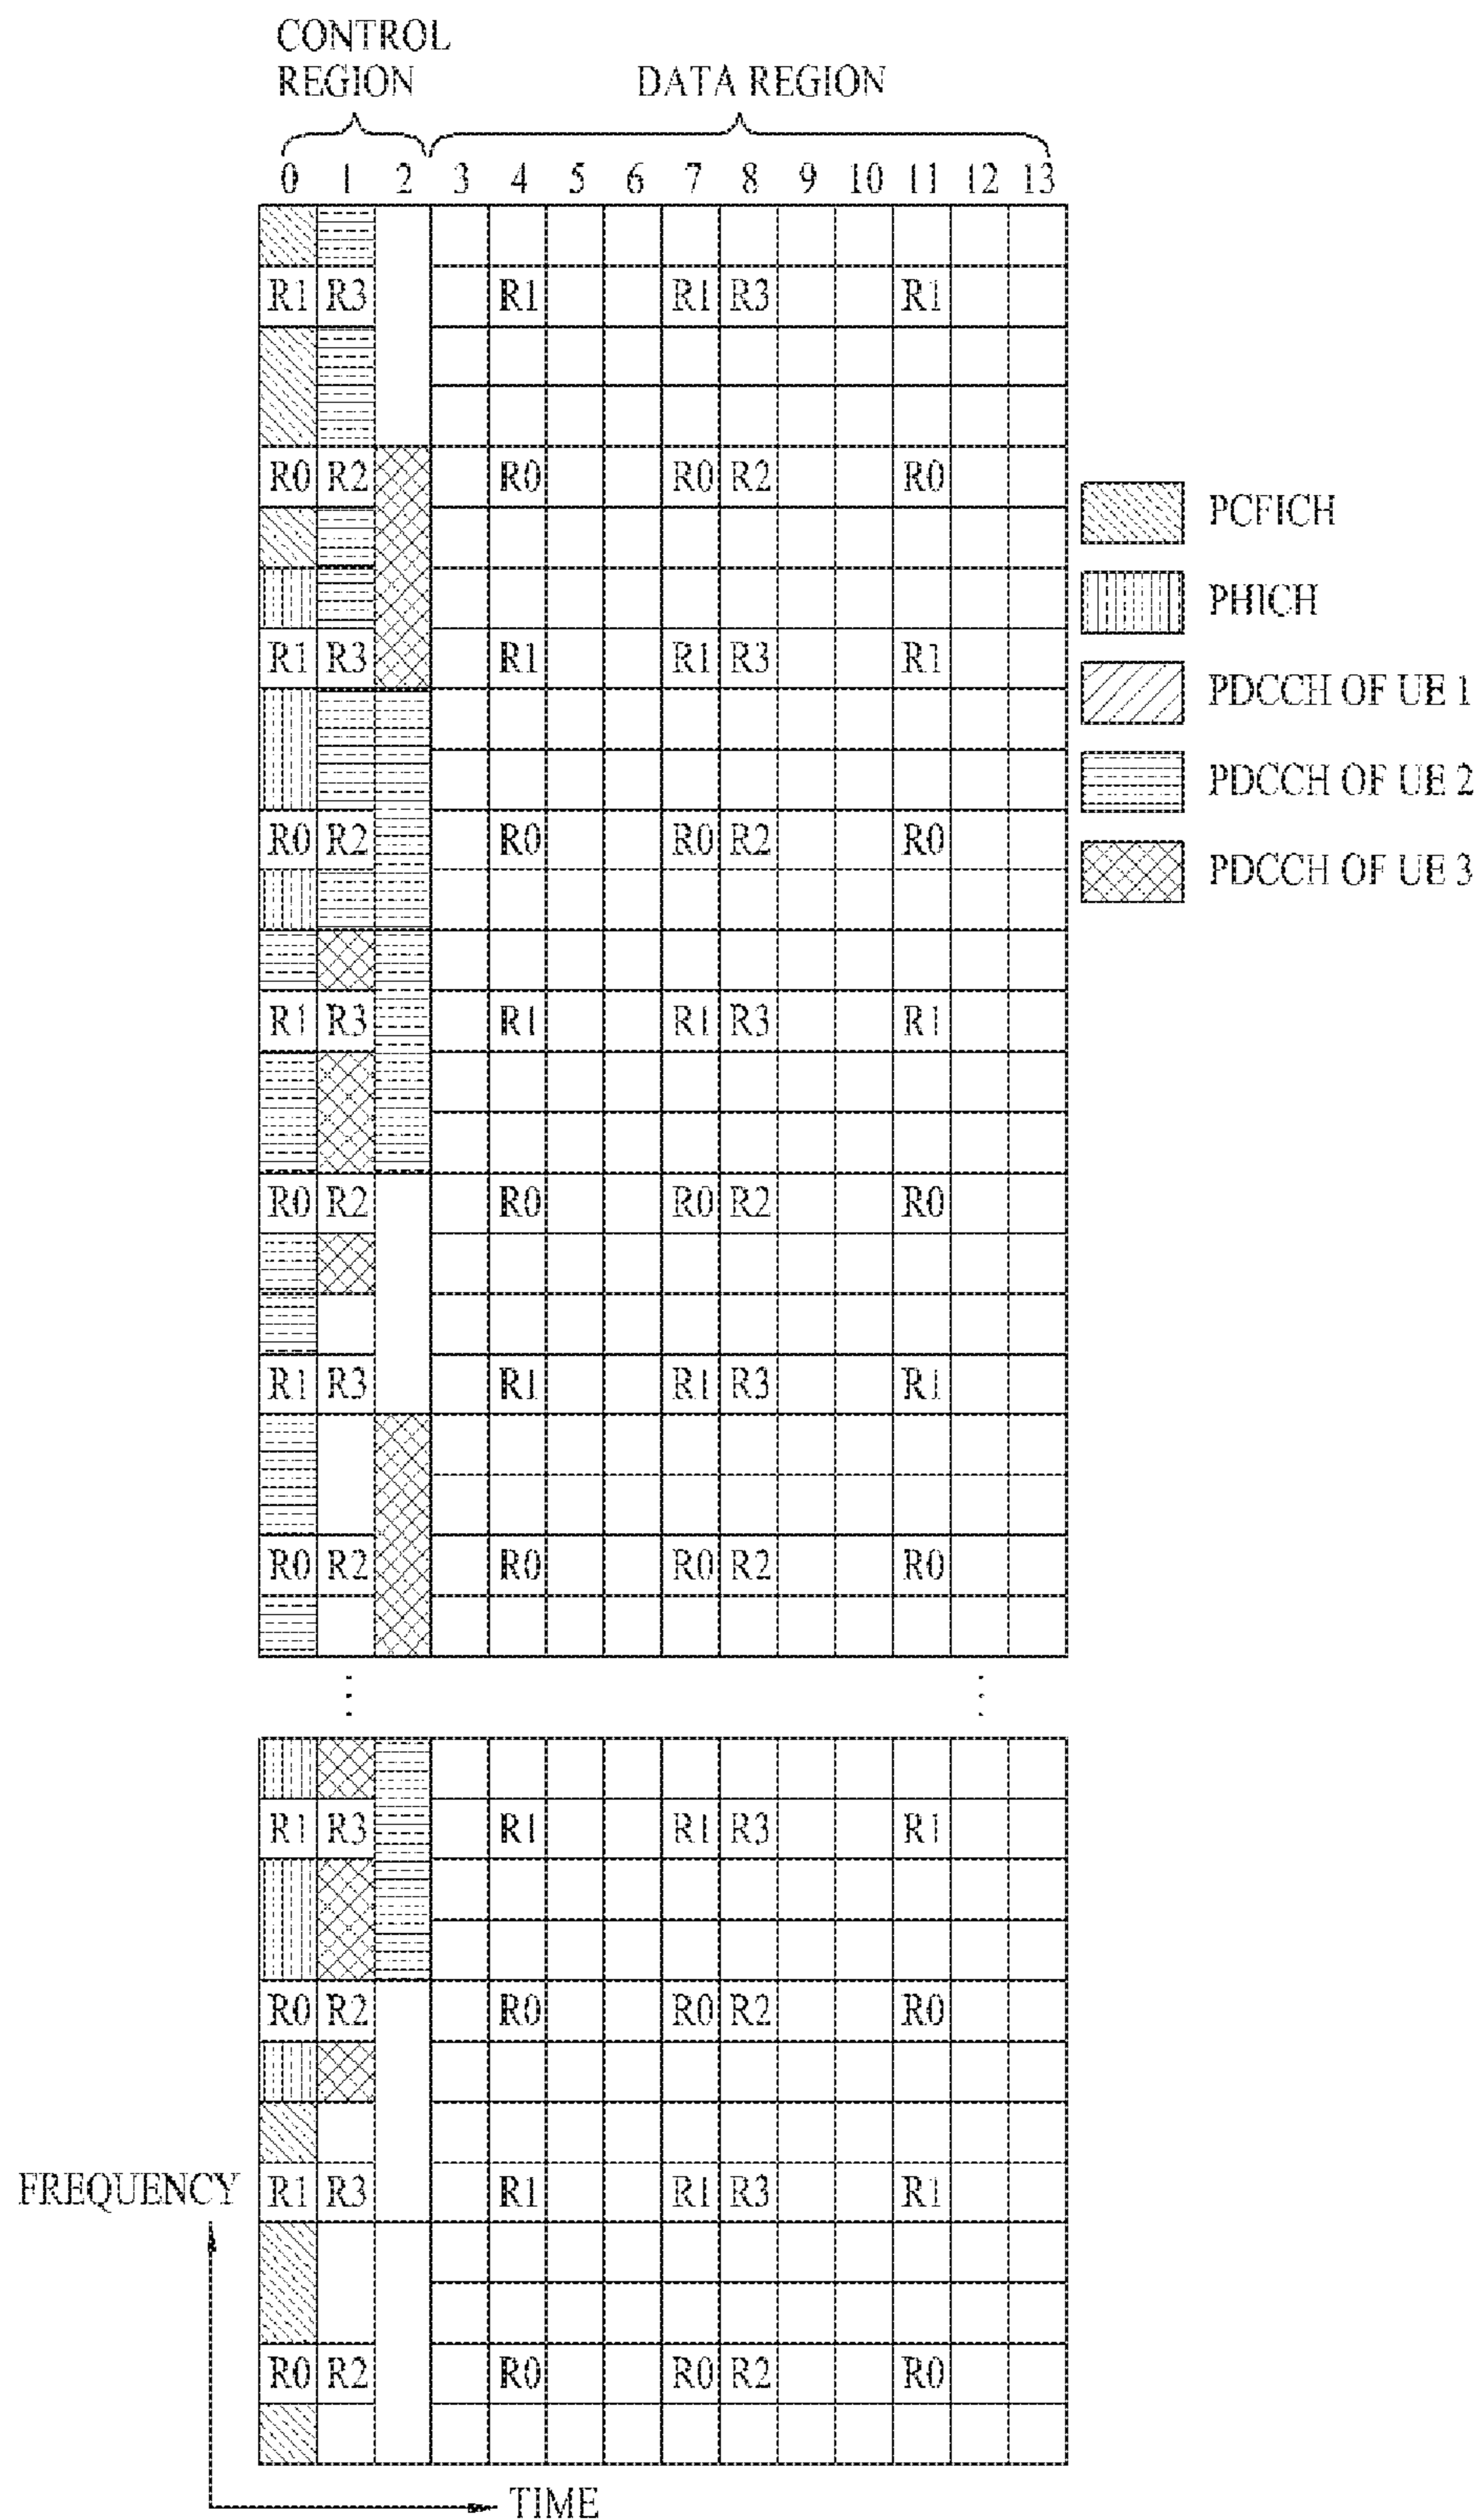 CONTROL
REGION
DATA REGION
0 1 2 3 4 5 6 7 8 9 10 11 12 13
R1 R3 R1 R1 R3 R1
R0 R2 R0 R0 R2 R0
PCFICH
PHICH
R1 R3 R1 R1 R3 R1
PDCCH OF UE 1
PDCCH OF UE 2
R0 R2 R0 R0 R2 R0
PDCCH OF UE 3
R1 R3 R1 R1 R3 R1
R0 R2 R0 R0 R2 R0
R1 R3 R1 R1 R3 R1
R0 R2 R0 R0 R2 R0
R1 R3 R1 R1 R3 R1
R0 R2 R0 R0 R2 R0
FREQUENCY
R1 R3 R1 R1 R3 R1
R0 R2 R0 R0 R2 R0
TIME